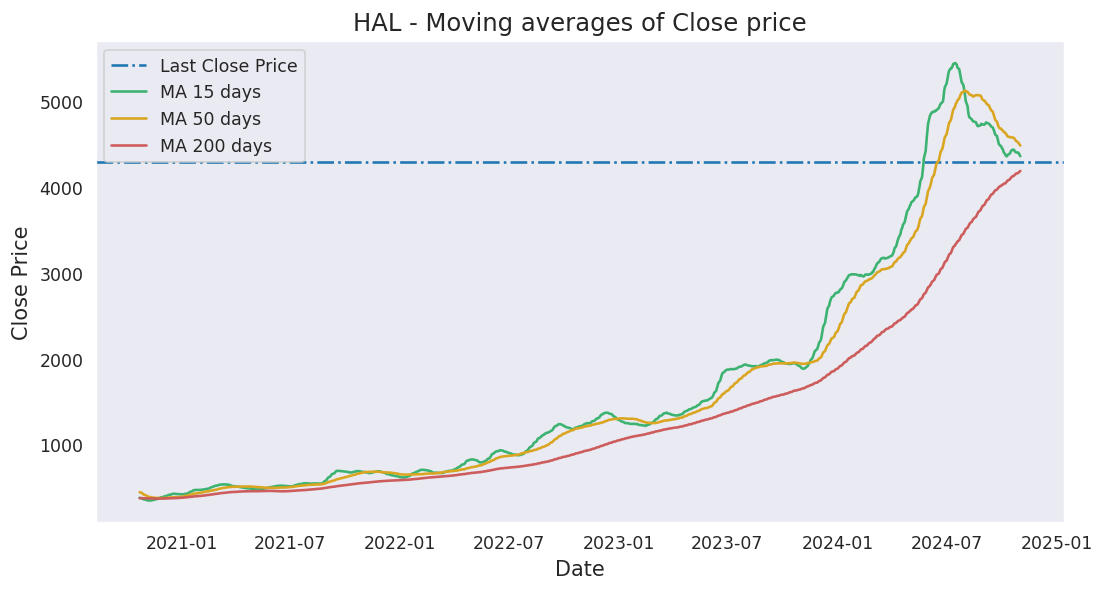 HAL - Moving averages of Close price
Last Close Price
MA 15 days
MA 50 days
MA 200 days
5000
4000
3000
2000
1000
Close Price
2021-01 2021-07 2022-01 2022-07 2023-01 2023-07 2024-01 2024-07 2025-01
Date